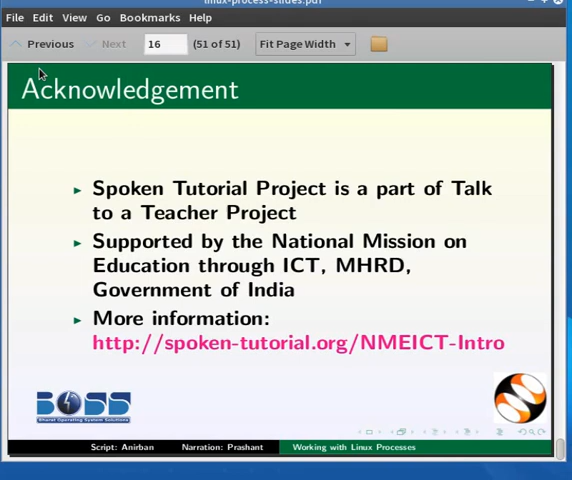 linux-process-slides.pdf
File Edit View Go Bookmarks Help
Previous Next 16 (51 of 51) Fit Page Width
Acknowledgement
Spoken Tutorial Project is a part of Talk
to a Teacher Project
Supported by the National Mission on
Education through ICT, MHRD,
Government of India
More information:
http://spoken-tutorial.org/NMEICT-Intro
BOSS
Bharat Operating System Solutions
Script: Anirban Narration: Prashant Working with Linux Processes